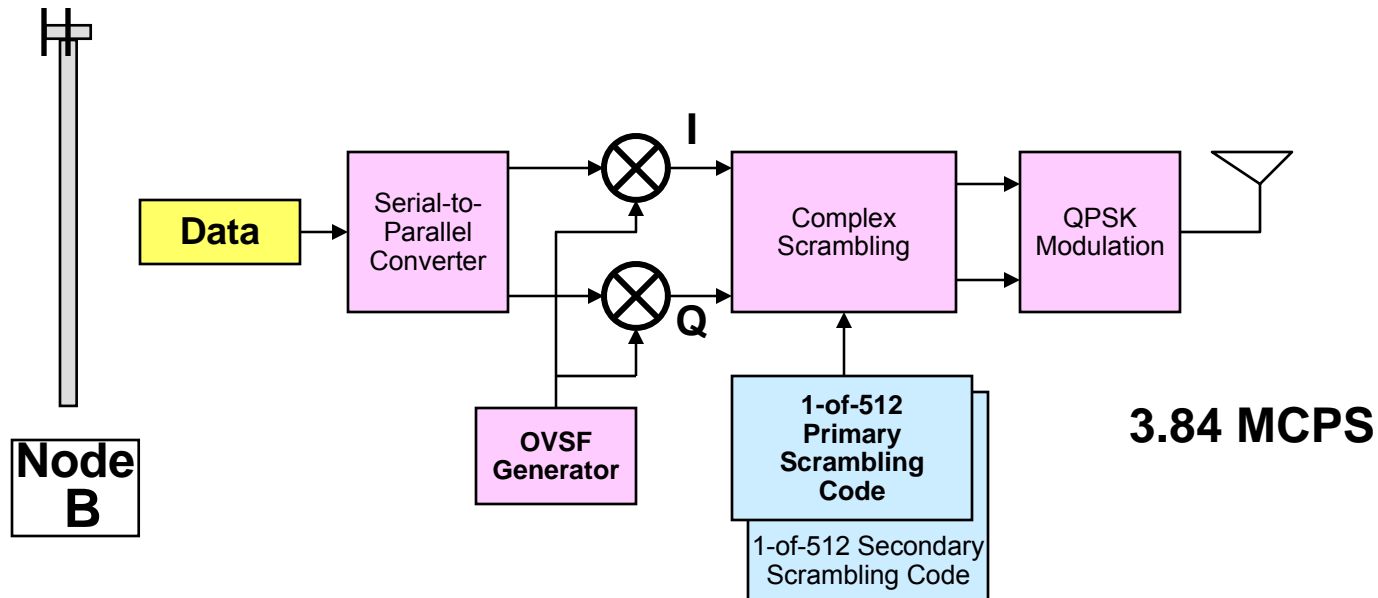 Data
Serial-to-
Parallel
Converter
I
Q
Complex
Scrambling
QPSK
Modulation
OVSF
Generator
1-of-512
Primary
Scrambling
Code
1-of-512 Secondary
Scrambling Code
3.84 MCPS
Node
B